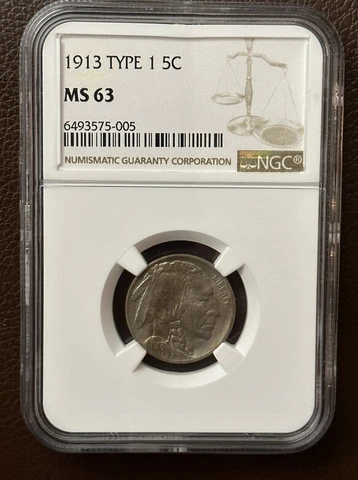 1913 TYPE 1 5C
MS 63
6493575-005
NUMISMATIC GUARANTY CORPORATION
NGC®